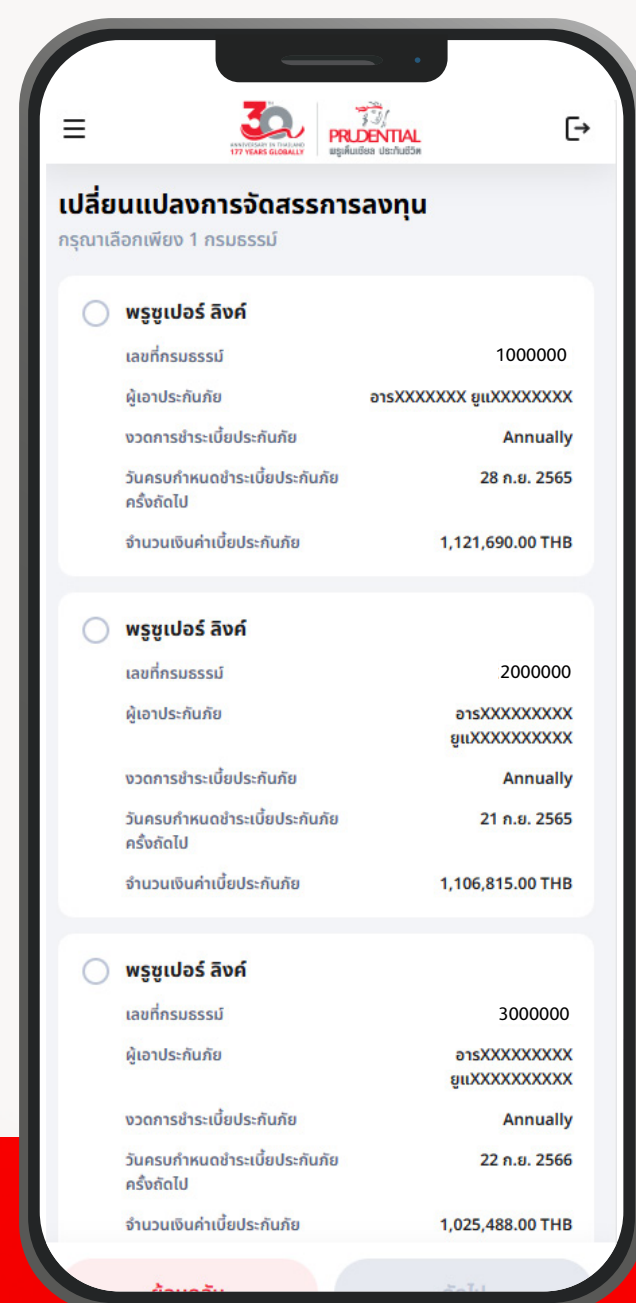 30TH
ANNIVERSARY IN THAILAND
177 YEARS GLOBALLY
PRUDENTIAL
พรูเด็นเชียล ประกันชีวิต
เปลี่ยนแปลงการจัดสรรการลงทุน
กรุณาเลือกเพียง 1 กรมธรรม์
พรูซูเปอร์ ลิงค์
เลขที่กรมธรรม์ 1000000
ผู้เอาประกันภัย อารXXXXXXX ยูแXXXXXXXX
งวดการชำระเบี้ยประกันภัย Annually
วันครบกำหนดชำระเบี้ยประกันภัย 28 ก.ย. 2565
ครั้งถัดไป
จำนวนเงินค่าเบี้ยประกันภัย 1,121,690.00 THB
พรูซูเปอร์ ลิงค์
เลขที่กรมธรรม์ 2000000
ผู้เอาประกันภัย อารXXXXXXXXX
ยูแXXXXXXXXXX
งวดการชำระเบี้ยประกันภัย Annually
วันครบกำหนดชำระเบี้ยประกันภัย 21 ก.ย. 2565
ครั้งถัดไป
จำนวนเงินค่าเบี้ยประกันภัย 1,106,815.00 THB
พรูซูเปอร์ ลิงค์
เลขที่กรมธรรม์ 3000000
ผู้เอาประกันภัย อารXXXXXXXXX
ยูแXXXXXXXXXX
งวดการชำระเบี้ยประกันภัย Annually
วันครบกำหนดชำระเบี้ยประกันภัย 22 ก.ย. 2566
ครั้งถัดไป
จำนวนเงินค่าเบี้ยประกันภัย 1,025,488.00 THB
ย้อนกลับ ถัดไป